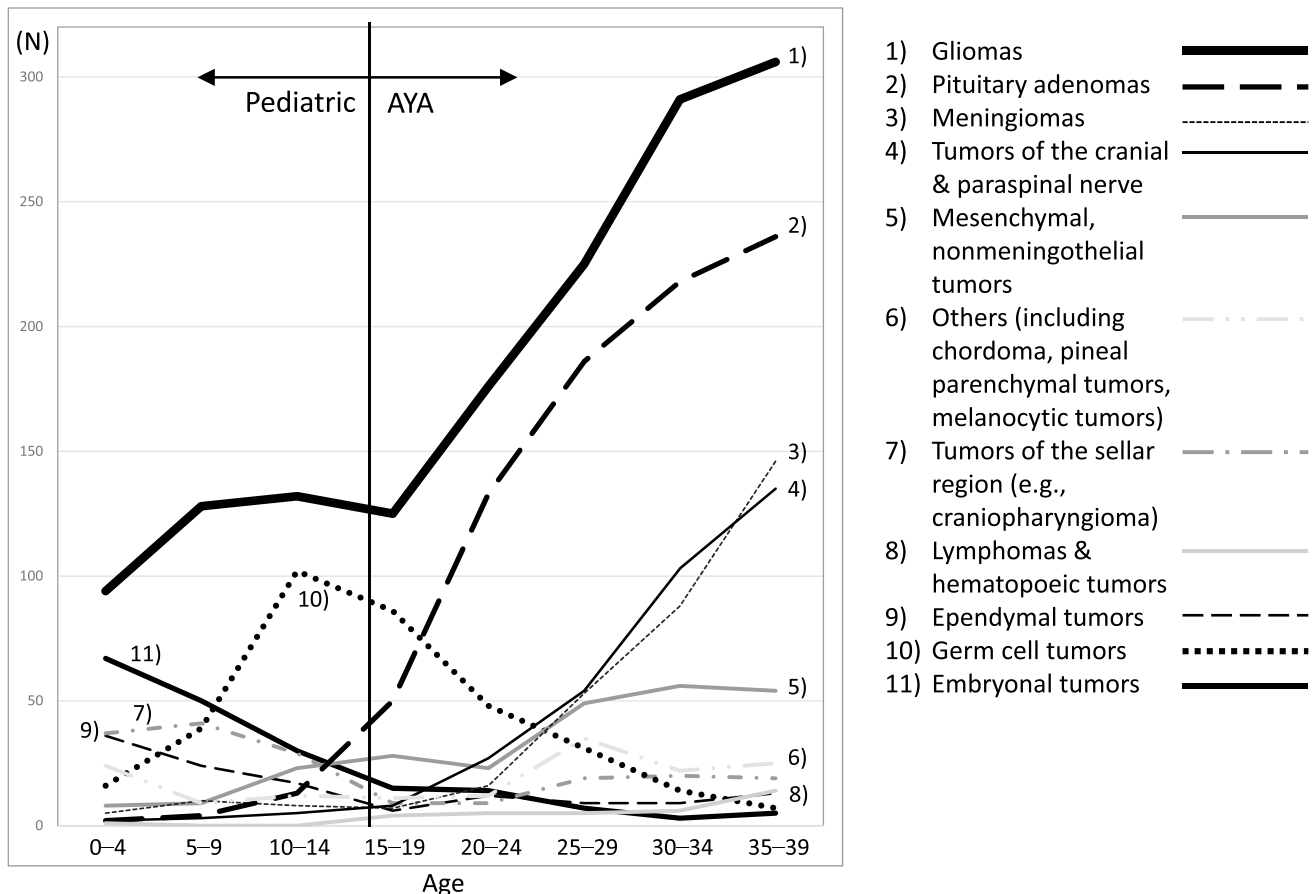 (N)
300
250
200
150
100
50
0
Pediatric AYA
1)
2)
3)
4)
5)
6)
8)
10)
11)
7)
9)
0–4 5–9 10–14 15–19 20–24 25–29 30–34 35–39
Age
1) Gliomas
2) Pituitary adenomas
3) Meningiomas
4) Tumors of the cranial
& paraspinal nerve
5) Mesenchymal,
nonmeningothelial
tumors
6) Others (including
chordoma, pineal
parenchymal tumors,
melanocytic tumors)
7) Tumors of the sellar
region (e.g.,
craniopharyngioma)
8) Lymphomas &
hematopoeic tumors
9) Ependymal tumors
10) Germ cell tumors
11) Embryonal tumors